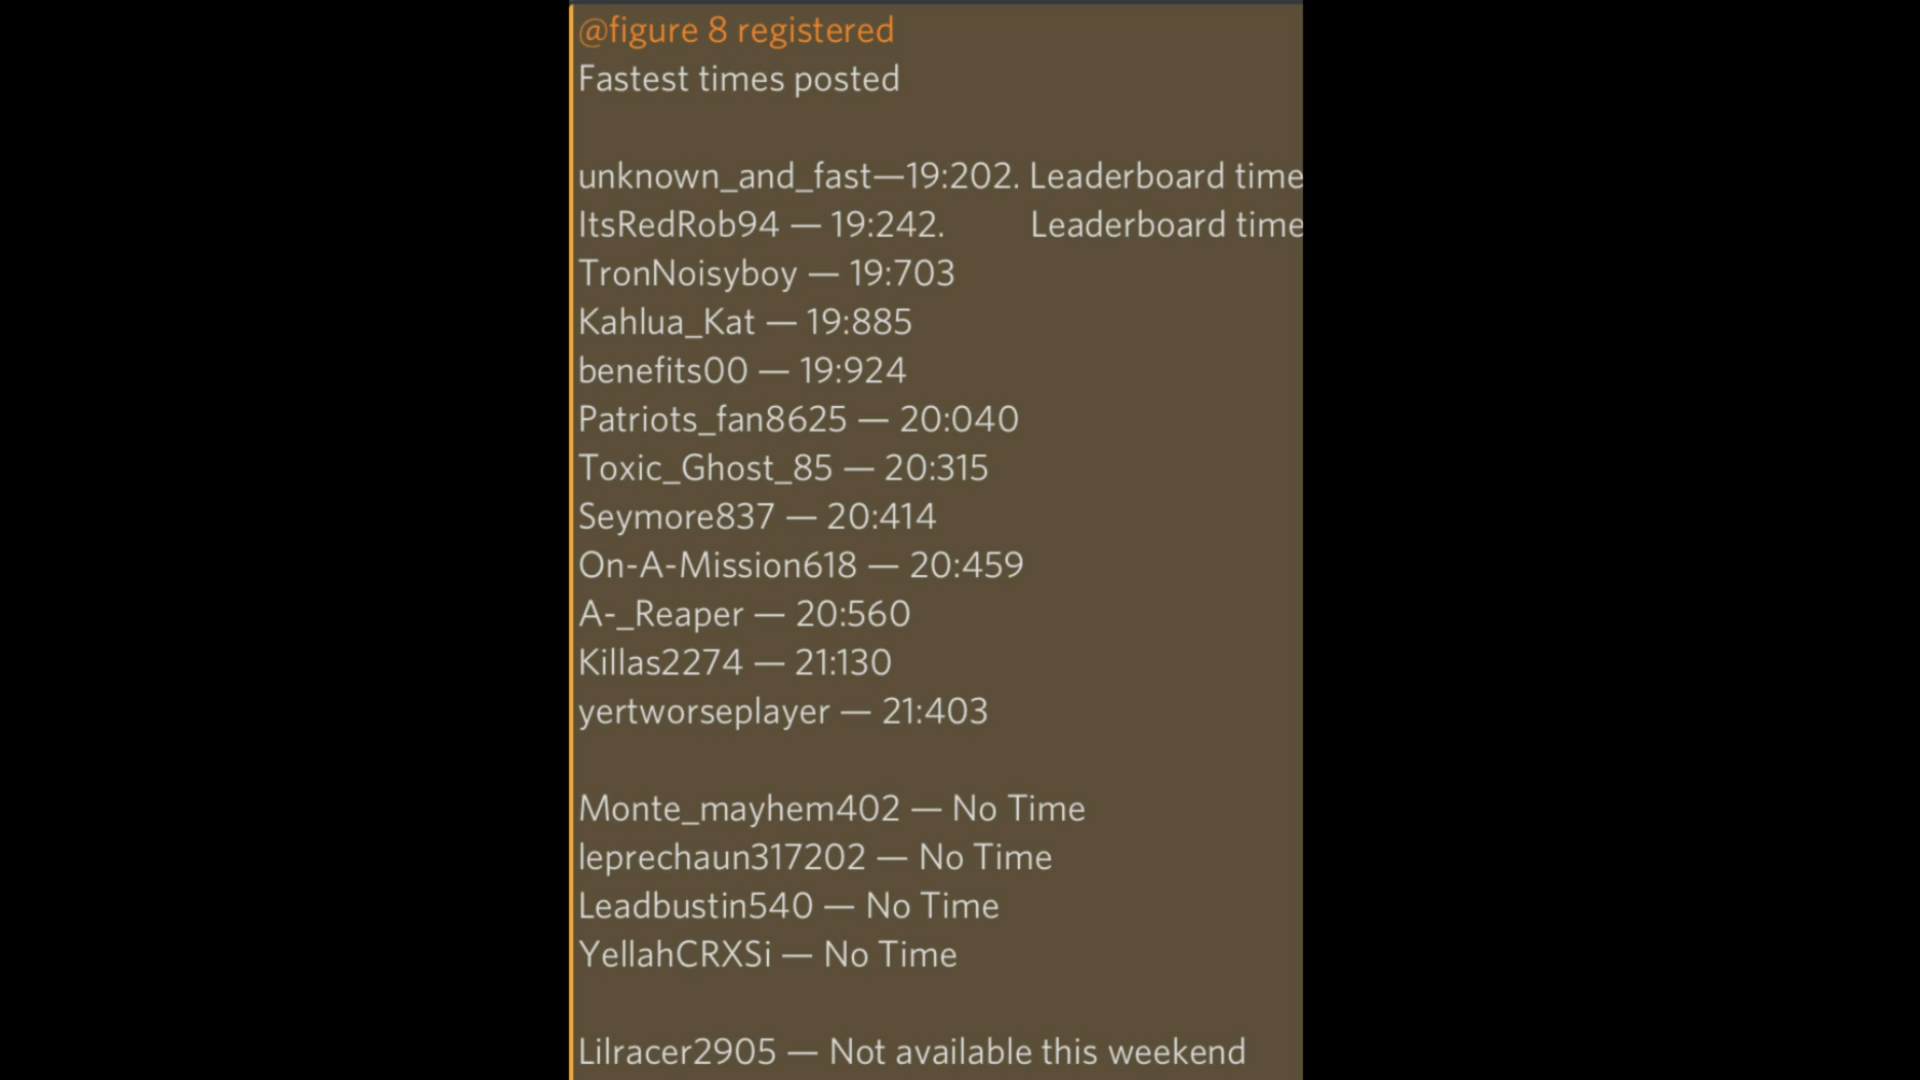 @figure 8 registered
Fastest times posted
unknown_and_fast—19:202. Leaderboard time
ItsRedRob94 — 19:242. Leaderboard time
TronNoisyboy — 19:703
Kahlua_Kat — 19:885
benefits00 — 19:924
Patriots_fan8625 — 20:040
Toxic_Ghost_85 — 20:315
Seymore837 — 20:414
On-A-Mission618 — 20:459
A-_Reaper — 20:560
Killas2274 — 21:130
yertworseplayer — 21:403
Monte_mayhem402 — No Time
leprechaun317202 — No Time
Leadbustin540 — No Time
YellahCRXSi — No Time
Lilracer2905 — Not available this weekend